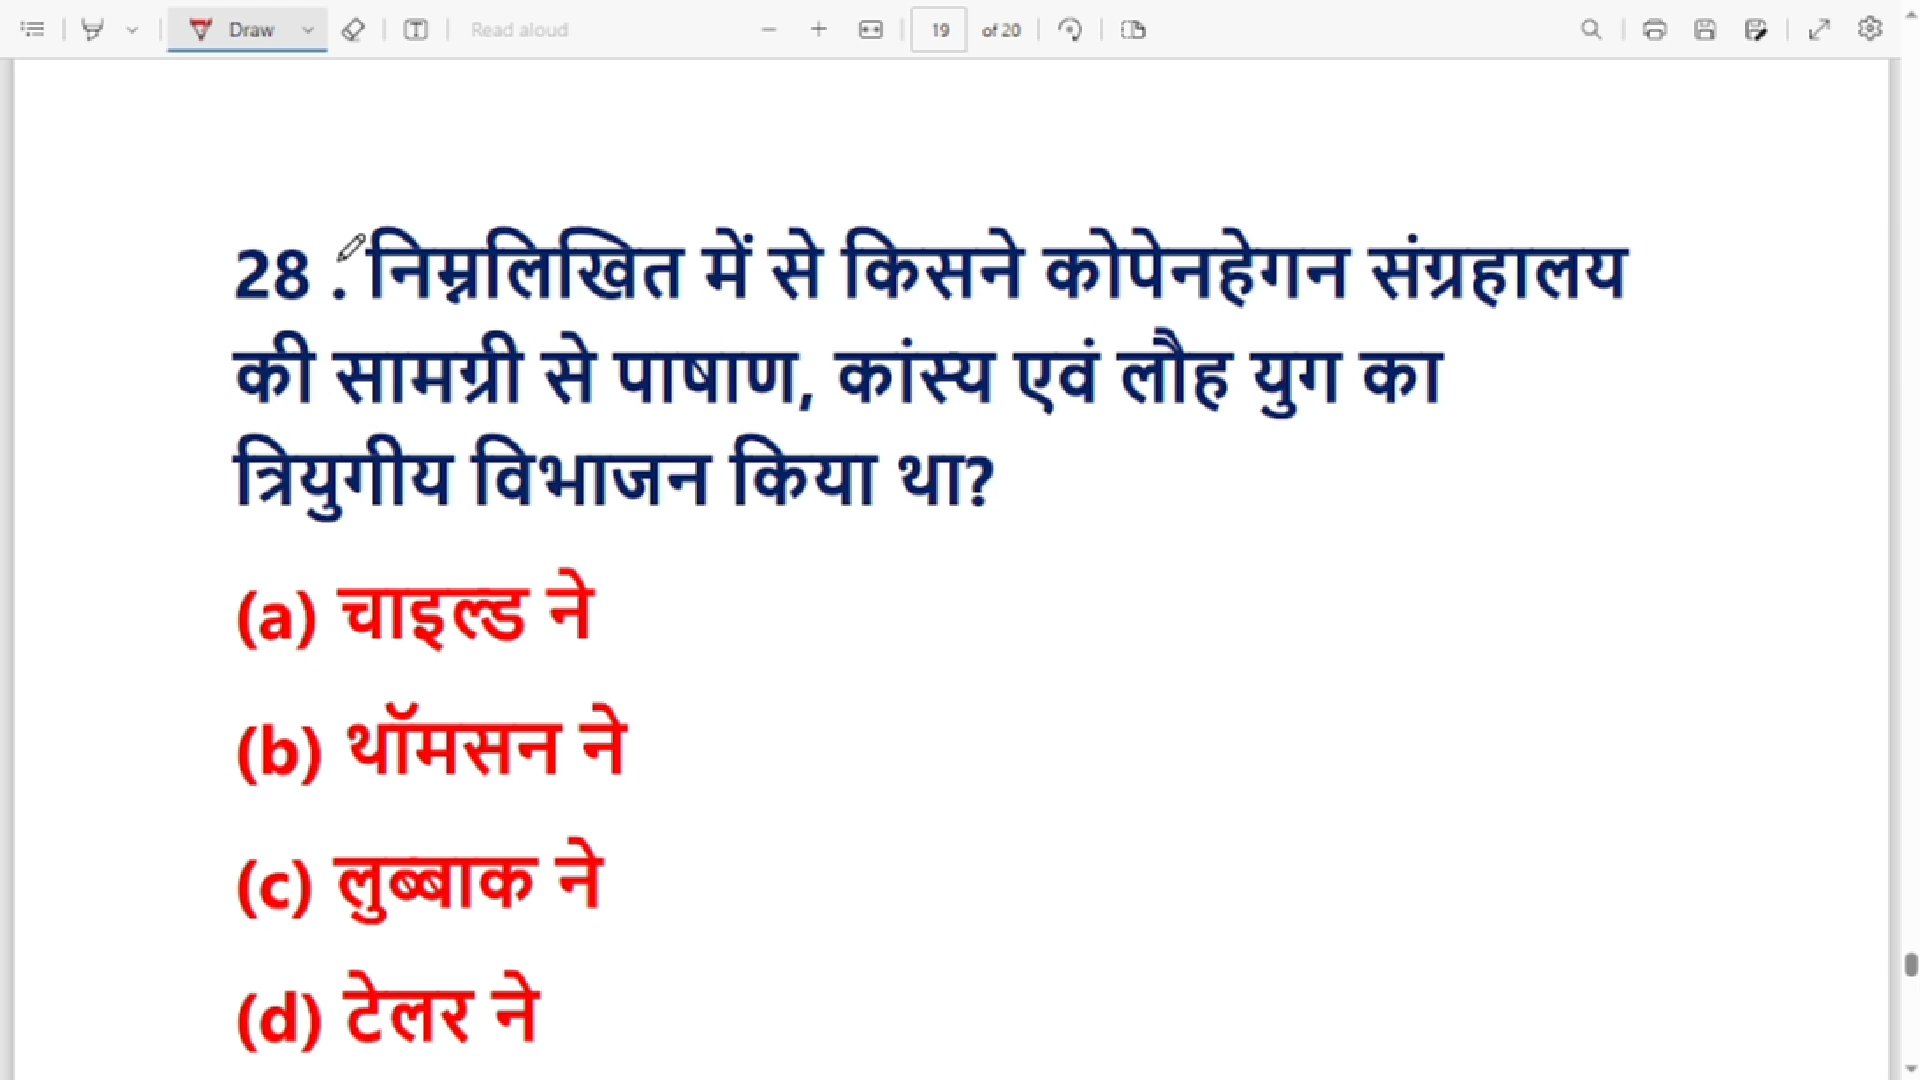 Draw
Read aloud
19 of 20
28 . निम्नलिखित में से किसने कोपेनहेगन संग्रहालय
की सामग्री से पाषाण, कांस्य एवं लौह युग का
त्रियुगीय विभाजन किया था?
(a) चाइल्ड ने
(b) थॉमसन ने
(c) लुब्बाक ने
(d) टेलर ने